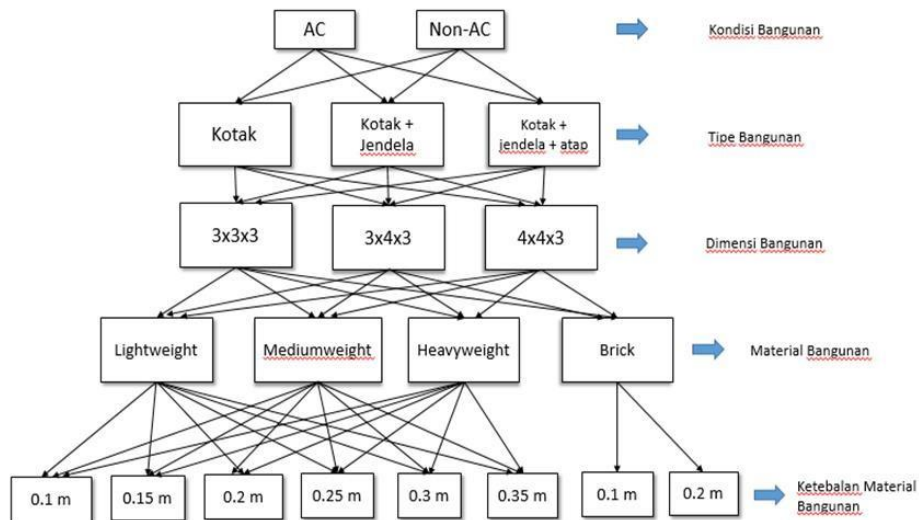 AC
Non-AC
Kondisi Bangunan
Kotak
Kotak +
Jendela
Kotak +
jendela + atap
Tipe Bangunan
3x3x3
3x4x3
4x4x3
Dimensi Bangunan
Lightweight
Mediumweight
Heavyweight
Brick
Material Bangunan
0.1 m
0.15 m
0.2 m
0.25 m
0.3 m
0.35 m
0.1 m
0.2 m
Ketebalan Material
Bangunan